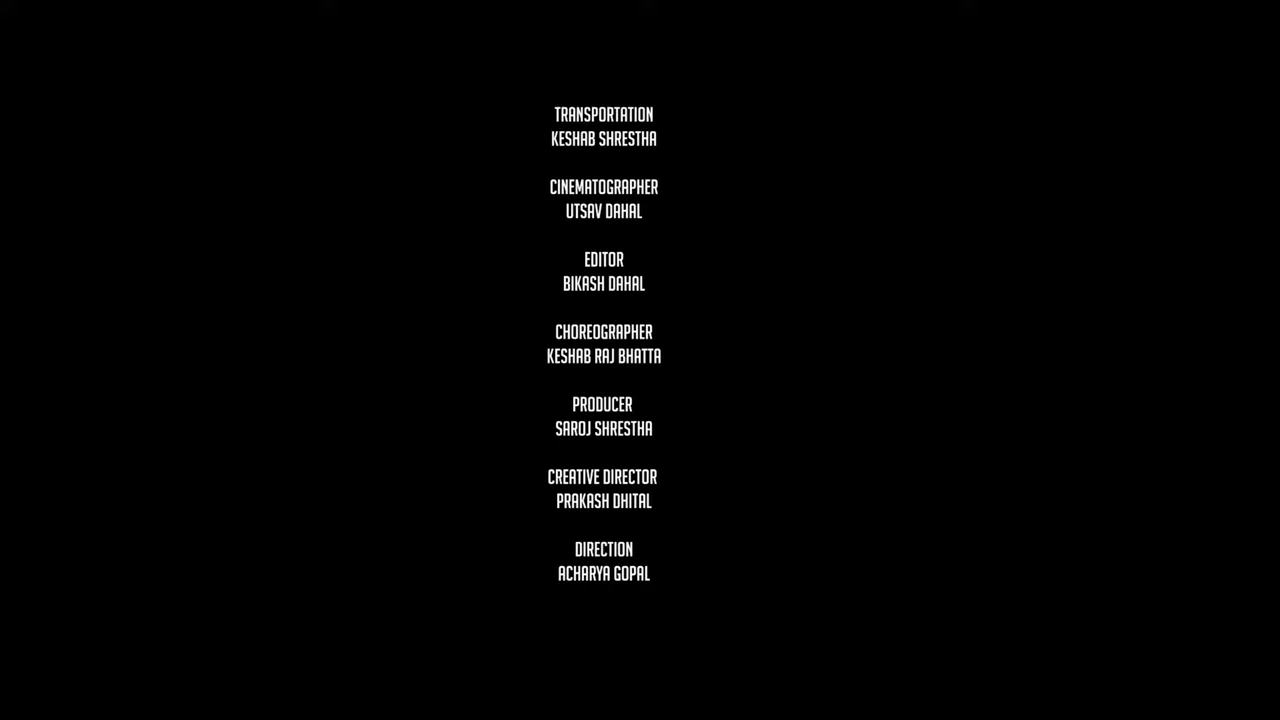 TRANSPORTATION
KESHAB SHRESTHA
CINEMATOGRAPHER
UTSAV DAHAL
EDITOR
BIKASH DAHAL
CHOREOGRAPHER
KESHAB RAJ BHATTA
PRODUCER
SAROJ SHRESTHA
CREATIVE DIRECTOR
PRAKASH DHITAL
DIRECTION
ACHARYA GOPAL